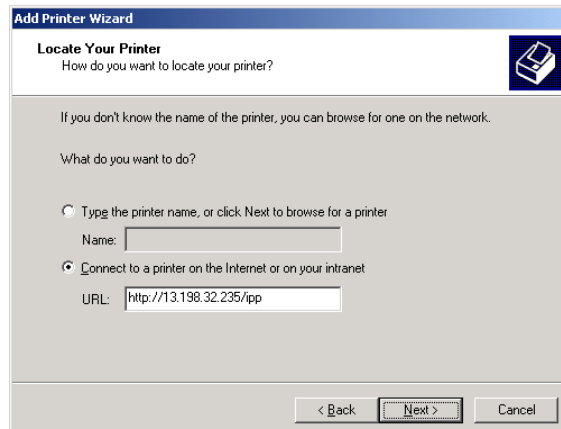 Add Printer Wizard
Locate Your Printer
How do you want to locate your printer?
If you don't know the name of the printer, you can browse for one on the network.
What do you want to do?
Type the printer name, or click Next to browse for a printer
Name:
Connect to a printer on the Internet or on your intranet
URL: http://13.198.32.235/ipp
< Back Next > Cancel